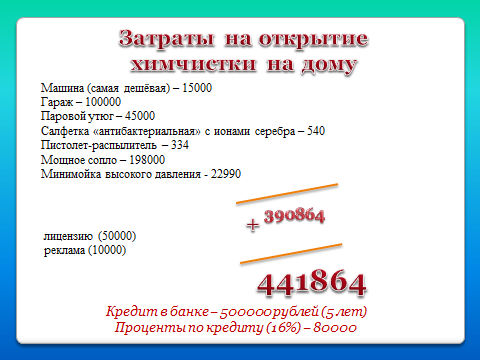 Затраты на открытие
химчистки на дому
Машина (самая дешёвая) – 15000
Гараж – 100000
Паровой утюг – 45000
Салфетка «антибактериальная» с ионами серебра – 540
Пистолет-распылитель – 334
Мощное сопло – 198000
Минимойка высокого давления - 22990
+ 390864
лицензию (50000)
реклама (10000)
441864
Кредит в банке – 500000 рублей (5 лет)
Проценты по кредиту (16%) – 80000